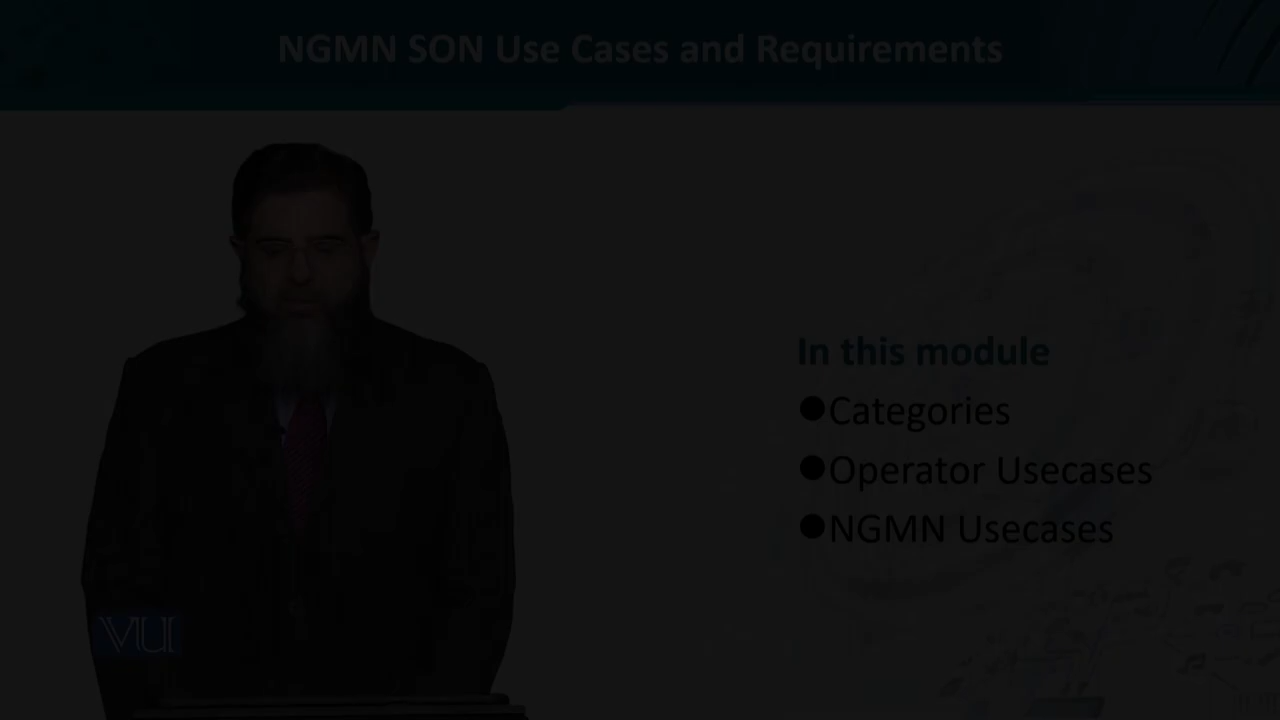 NGMN SON Use Cases and Requirements
In this module
●Categories
●Operator Usecases
●NGMN Usecases
VU